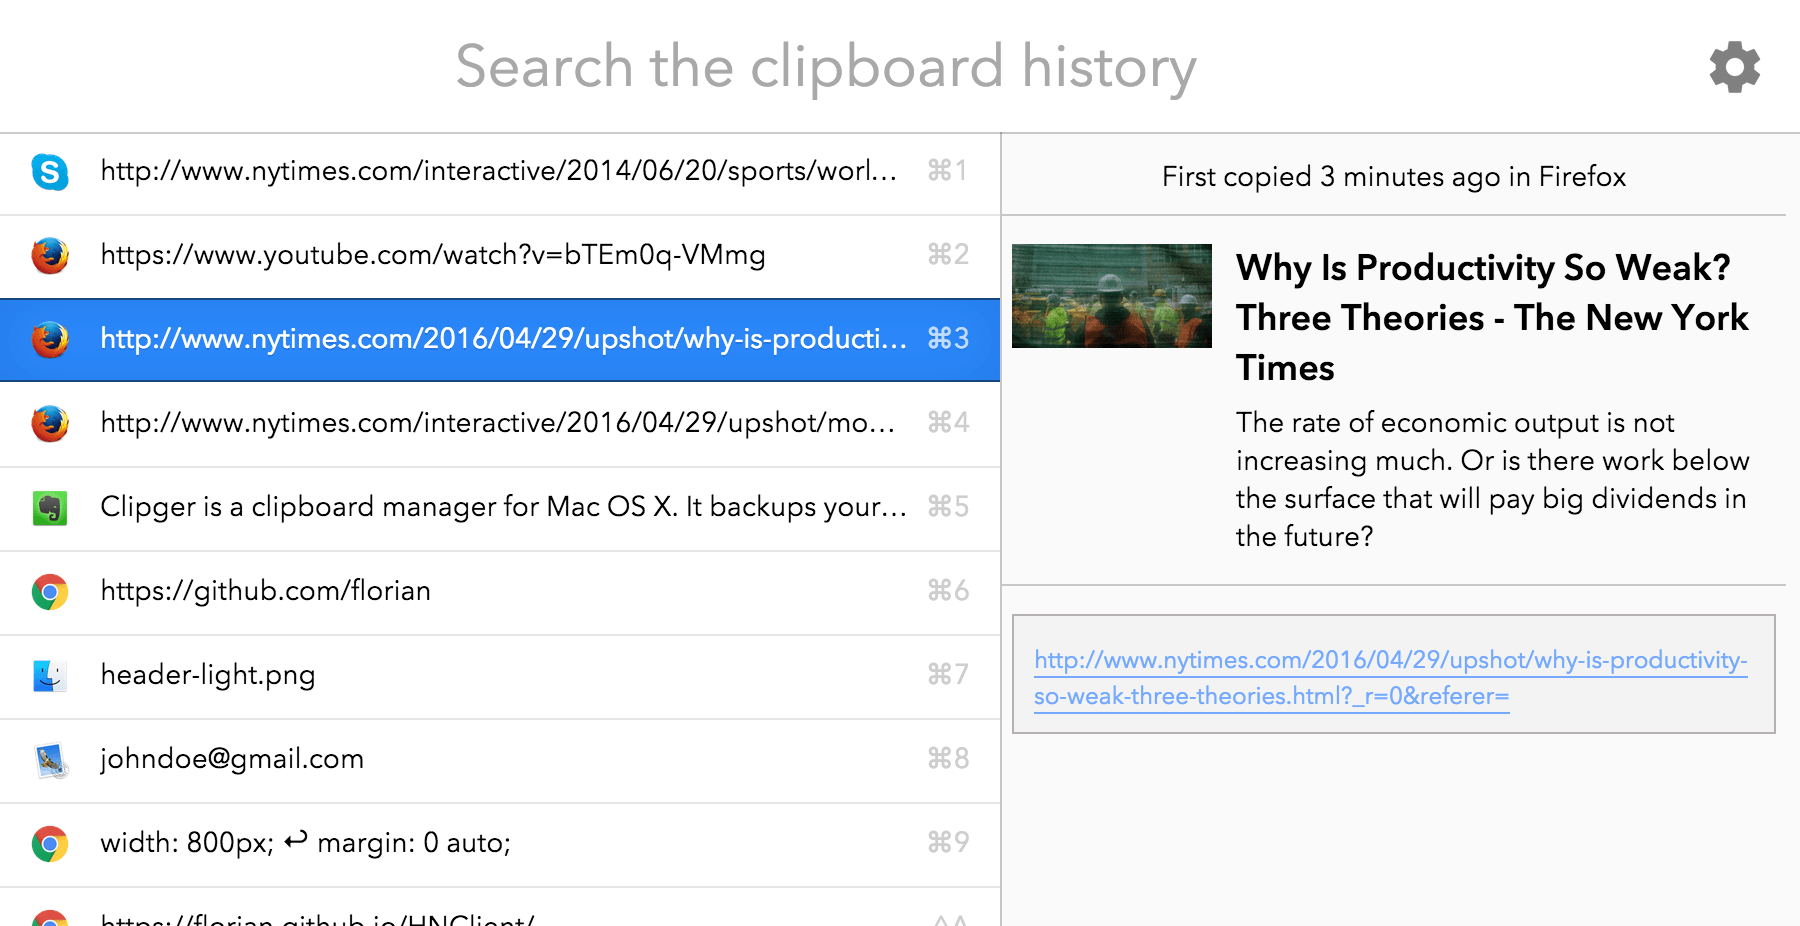 Search the clipboard history
http://www.nytimes.com/interactive/2014/06/20/sports/worl... ⌘1
https://www.youtube.com/watch?v=bTEm0q-VMmg ⌘2
http://www.nytimes.com/2016/04/29/upshot/why-is-producti... ⌘3
http://www.nytimes.com/interactive/2016/04/29/upshot/mo... ⌘4
Clipger is a clipboard manager for Mac OS X. It backups your... ⌘5
https://github.com/florian ⌘6
header-light.png ⌘7
johndoe@gmail.com ⌘8
width: 800px; ↩ margin: 0 auto; ⌘9
https://florian.github.io/HNClient/
First copied 3 minutes ago in Firefox
Why Is Productivity So Weak?
Three Theories - The New York
Times
The rate of economic output is not
increasing much. Or is there work below
the surface that will pay big dividends in
the future?
http://www.nytimes.com/2016/04/29/upshot/why-is-productivity-
so-weak-three-theories.html?_r=0&referer=